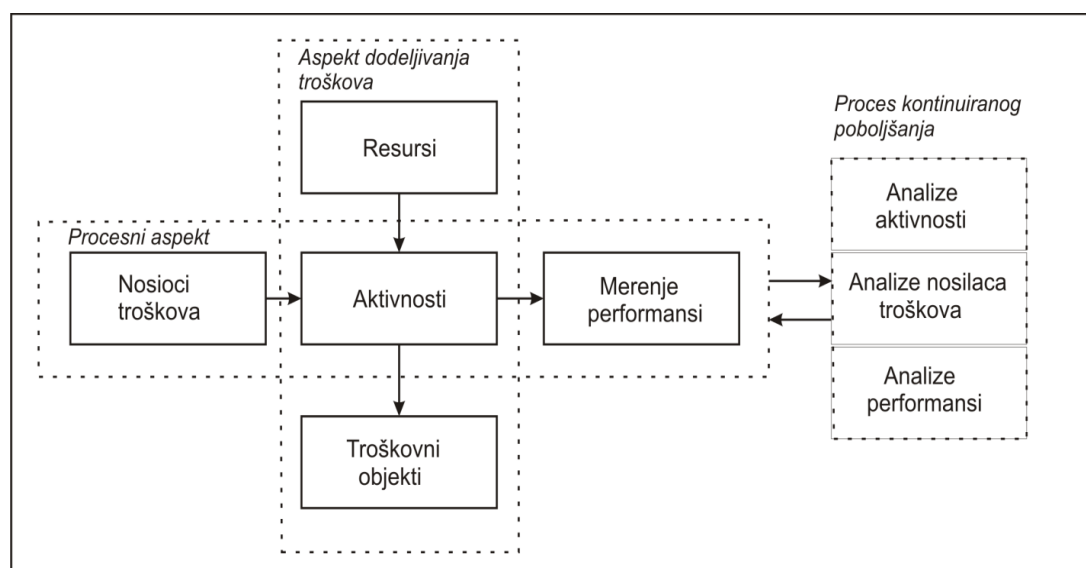 Aspekt dodeljivanja
troškova
Resursi
Proces kontinuiranog
poboljšanja
Analize
aktivnosti
Procesni aspekt
Nosioci
troškova
Aktivnosti
Merenje
performansi
Analize nosilaca
troškova
Analize
performansi
Troškovni
objekti